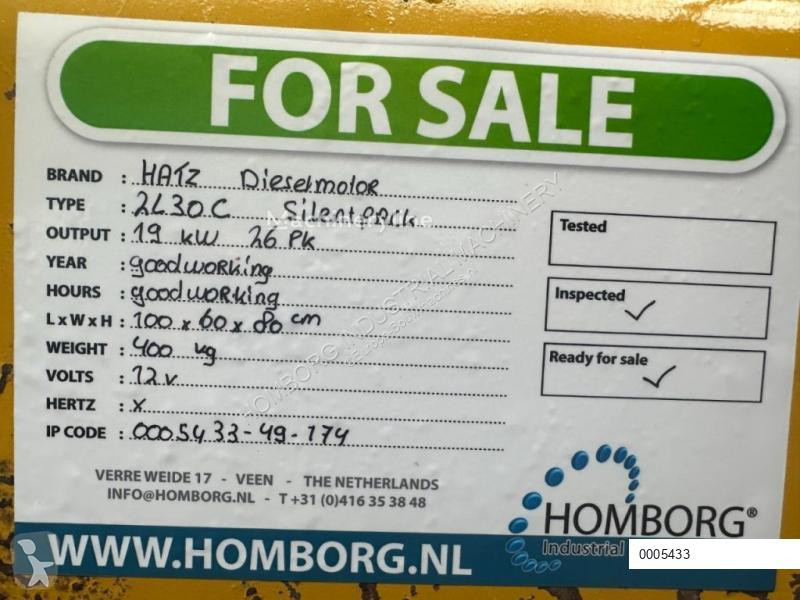 FOR SALE
BRAND : HATZ Dieselmotor
TYPE : 2L30C SilentPack
OUTPUT : 19 kW 26 Pk
YEAR : goodworking
HOURS : goodworking
L x W x H : 100 x 60 x 80 cm
WEIGHT : 400 kg
VOLTS : 12v
HERTZ : x
IP CODE : 0005433-49-174
Tested
Inspected ✓
Ready for sale ✓
VERRE WEIDE 17 - VEEN - THE NETHERLANDS
INFO@HOMBORG.NL - T +31 (0)416 35 38 48
HOMBORG®
Industrial
WWW.HOMBORG.NL
0005433
HOMBORG INDUSTRIAL MACHINERY